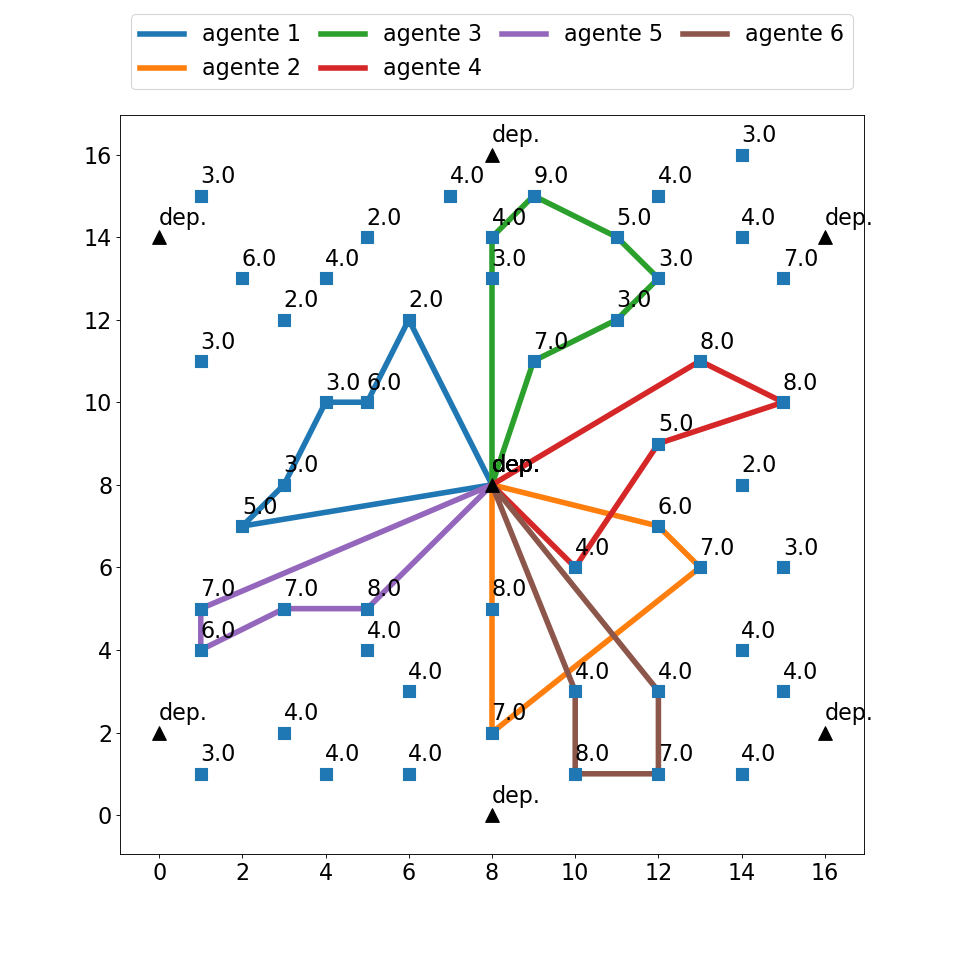 agente 1 agente 3 agente 5 agente 6
agente 2 agente 4
dep. 3.0
16
3.0 4.0 9.0 4.0
dep. 2.0 4.0 5.0 4.0 dep.
14
6.0 4.0 3.0 3.0 7.0
2.0 2.0 3.0
12
3.0 7.0 8.0
3.0 6.0 8.0
10
5.0
3.0 dep. 2.0
8
5.0 6.0
4.0 7.0 3.0
6
7.0 7.0 8.0 8.0
6.0 4.0 4.0
4
4.0 4.0 4.0 4.0
dep. 4.0 7.0 dep.
2
3.0 4.0 4.0 8.0 7.0 4.0
dep.
0
0 2 4 6 8 10 12 14 16